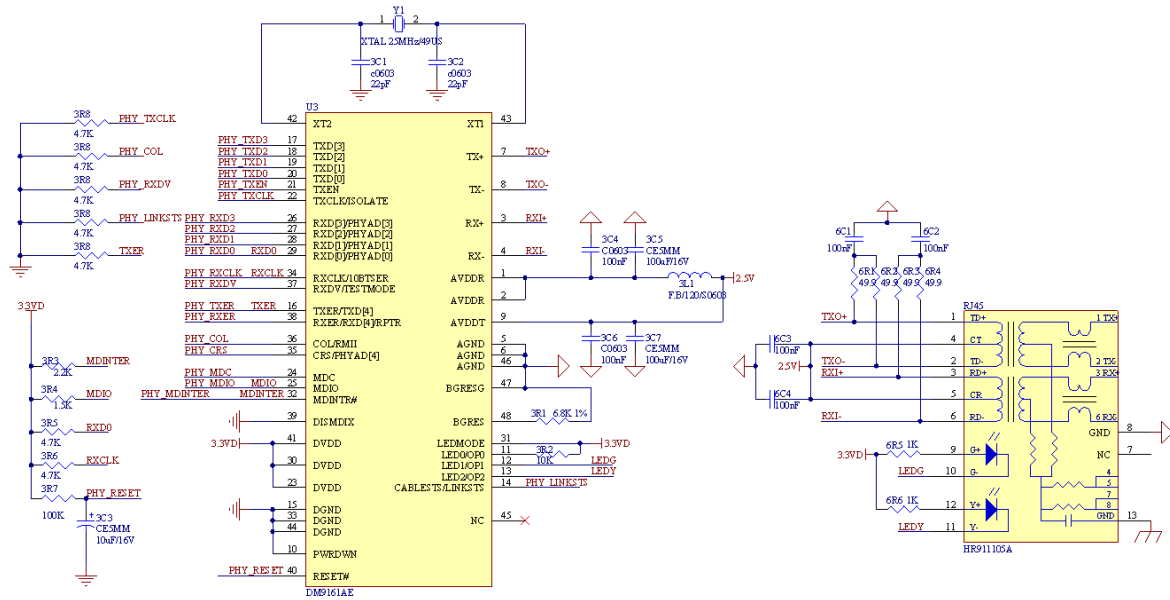 Y1
1 2
XTAL 25MHz/49US
3C1
c0603
22pF
3C2
c0603
22pF
U3
42 XT2 XT1 43
3R8 PHY_TXCLK
4.7K
3R8 PHY_COL
4.7K
3R8 PHY_RXDV
4.7K
3R8 PHY_LINKSTS
4.7K
3R8 TXER
4.7K
PHY_TXD3 17 TXD[3]
PHY_TXD2 18 TXD[2]
PHY_TXD1 19 TXD[1]
PHY_TXD0 20 TXD[0]
PHY_TXEN 21 TXEN
PHY_TXCLK 22 TXCLK/ISOLATE
PHY_RXD3 26 RXD[3]/PHYAD[3]
PHY_RXD2 27 RXD[2]/PHYAD[2]
PHY_RXD1 28 RXD[1]/PHYAD[1]
PHY_RXD0 RXD0 29 RXD[0]/PHYAD[0]
PHY_RXCLK RXCLK 34 RXCLK/10BTSER
PHY_RXDV 37 RXDV/TESTMODE
PHY_TXER TXER 16 TXER/TXD[4]
PHY_RXER 38 RXER/RXD[4]/RPTR
PHY_COL 36 COL/RMII
PHY_CRS 35 CRS/PHYAD[4]
PHY_MDC 24 MDC
PHY_MDIO MDIO 25 MDIO
PHY_MDINTER MDINTER 32 MDINTR#
39 DISMDIX
3.3VD 41 DVDD
30 DVDD
23 DVDD
15 DGND
33 DGND
44 DGND
10 PWRDWN
PHY_RESET 40 RESET#
DM9161AE
TX+ 7 TXO+
TX- 8 TXO-
RX+ 3 RXI+
RX- 4 RXI-
AVDDR 1
AVDDR 2
AVDDT 9
AGND 5
AGND 6
AGND 46
BGRESG 47
BGRES 48 3R1 6.8K 1%
LEDMODE 31 3.3VD
LED0/OP0 11 3R2
10K
LED1/OP1 12 LEDG
LED2/OP2 13 LEDY
CABLESTS/LINKSTS 14 PHY_LINKSTS
NC 45
3C4
C0603
100nF
3C5
CE5MM
100uF/16V
3L1
F.B/120/S0603
2.5V
3C6
C0603
100nF
3C7
CE5MM
100uF/16V
3.3VD
3R3 MDINTER
2.2K
3R4 MDIO
1.5K
3R5 RXD0
4.7K
3R6 RXCLK
4.7K
3R7 PHY_RESET
100K
3C3
CE5MM
10uF/16V
6C1
100nF
6C2
100nF
6R1 6R2 6R3 6R4
49.9 49.9 49.9 49.9
RJ45
TXO+ 1 TD+ 1 TX+
6C3
100nF
4 CT
2.5V
TXO- 2 TD- 2 TX-
RXI+ 3 RD+ 3 RX+
6C4
100nF
5 CR
RXI- 6 RD- 6 RX-
GND 8
NC 7
3.3VD 6R5 1K 9 G+
LEDG 10 G-
4
5
7
8
6R6 1K 12 Y+
LEDY 11 Y-
GND 13
HR911105A